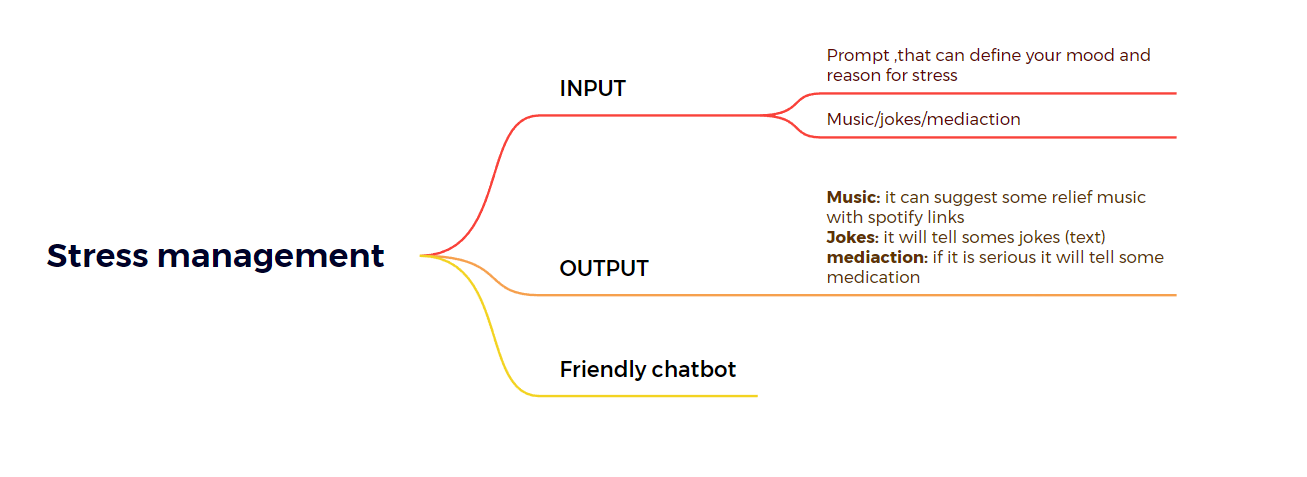 Stress management
INPUT
Prompt ,that can define your mood and
reason for stress
Music/jokes/mediaction
OUTPUT
Music: it can suggest some relief music
with spotify links
Jokes: it will tell somes jokes (text)
mediaction: if it is serious it will tell some
medication
Friendly chatbot